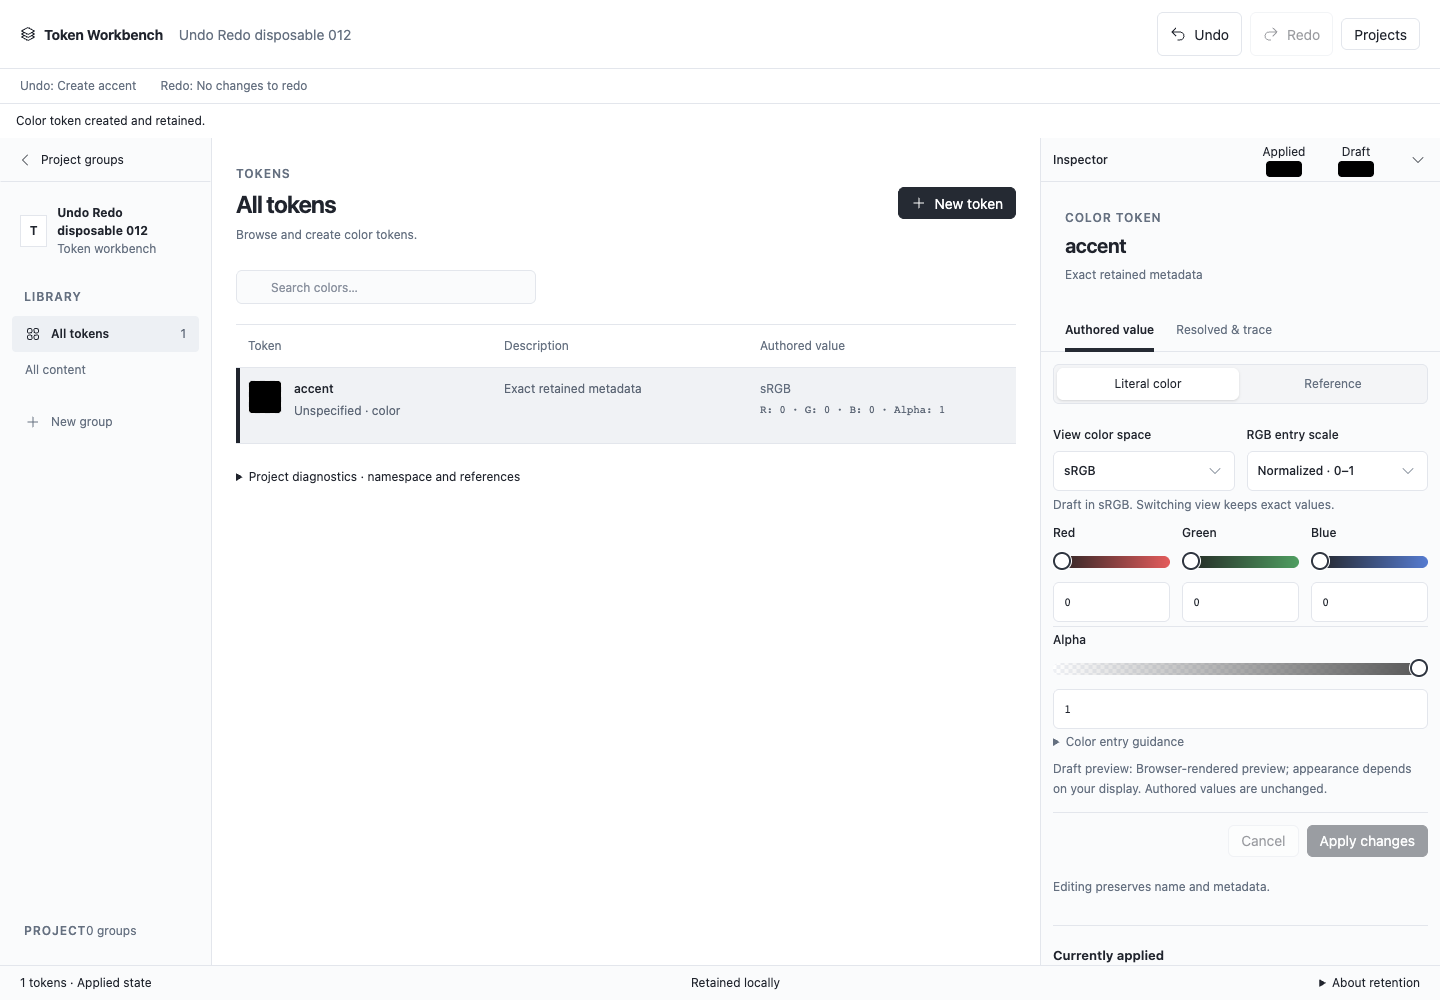 Token Workbench
Undo Redo disposable 012
Undo
Redo
Projects
Undo: Create accent
Redo: No changes to redo
Color token created and retained.
Project groups
T
Undo Redo
disposable 012
Token workbench
LIBRARY
All tokens
1
All content
New group
PROJECT0 groups
TOKENS
All tokens
Browse and create color tokens.
New token
Search colors...
Token
Description
Authored value
accent
Unspecified · color
Exact retained metadata
sRGB
R: 0 · G: 0 · B: 0 · Alpha: 1
Project diagnostics · namespace and references
Inspector
Applied
Draft
COLOR TOKEN
accent
Exact retained metadata
Authored value
Resolved & trace
Literal color
Reference
View color space
RGB entry scale
sRGB
Normalized · 0–1
Draft in sRGB. Switching view keeps exact values.
Red
Green
Blue
0
0
0
Alpha
1
Color entry guidance
Draft preview: Browser-rendered preview; appearance depends
on your display. Authored values are unchanged.
Cancel
Apply changes
Editing preserves name and metadata.
Currently applied
1 tokens · Applied state
Retained locally
About retention